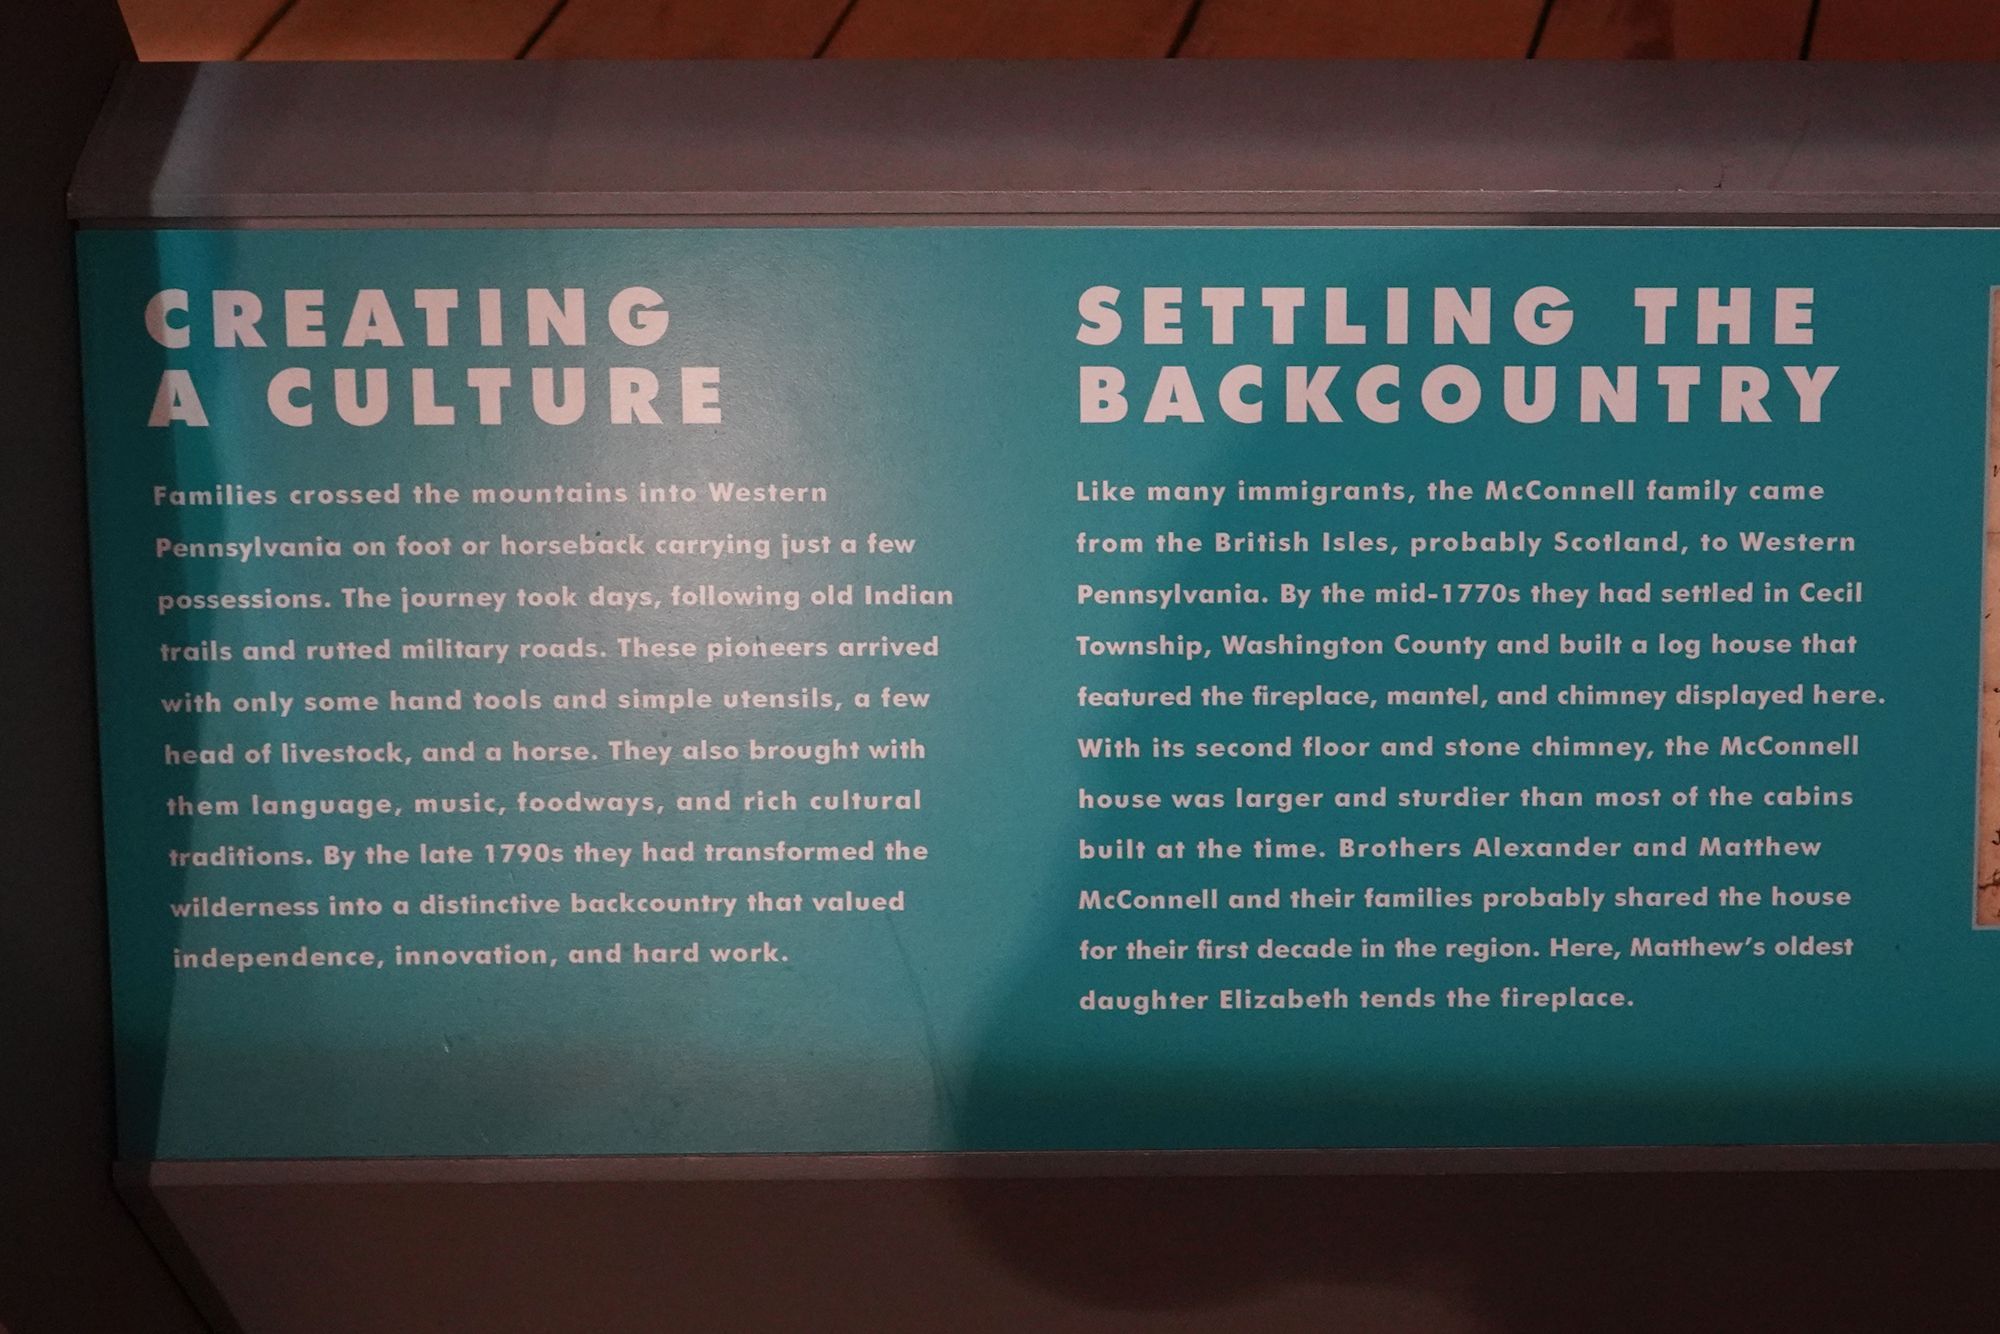 CREATING
A CULTURE
Families crossed the mountains into Western
Pennsylvania on foot or horseback carrying just a few
possessions. The journey took days, following old Indian
trails and rutted military roads. These pioneers arrived
with only some hand tools and simple utensils, a few
head of livestock, and a horse. They also brought with
them language, music, foodways, and rich cultural
traditions. By the late 1790s they had transformed the
wilderness into a distinctive backcountry that valued
independence, innovation, and hard work.
SETTLING THE
BACKCOUNTRY
Like many immigrants, the McConnell family came
from the British Isles, probably Scotland, to Western
Pennsylvania. By the mid-1770s they had settled in Cecil
Township, Washington County and built a log house that
featured the fireplace, mantel, and chimney displayed here.
With its second floor and stone chimney, the McConnell
house was larger and sturdier than most of the cabins
built at the time. Brothers Alexander and Matthew
McConnell and their families probably shared the house
for their first decade in the region. Here, Matthew's oldest
daughter Elizabeth tends the fireplace.